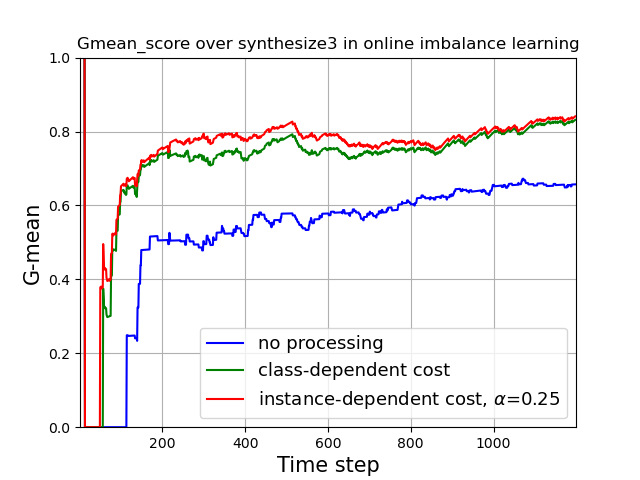 Gmean_score over synthesize3 in online imbalance learning
1.0
0.8
0.6
0.4
0.2
0.0
G-mean
no processing
class-dependent cost
instance-dependent cost, α=0.25
200 400 600 800 1000
Time step